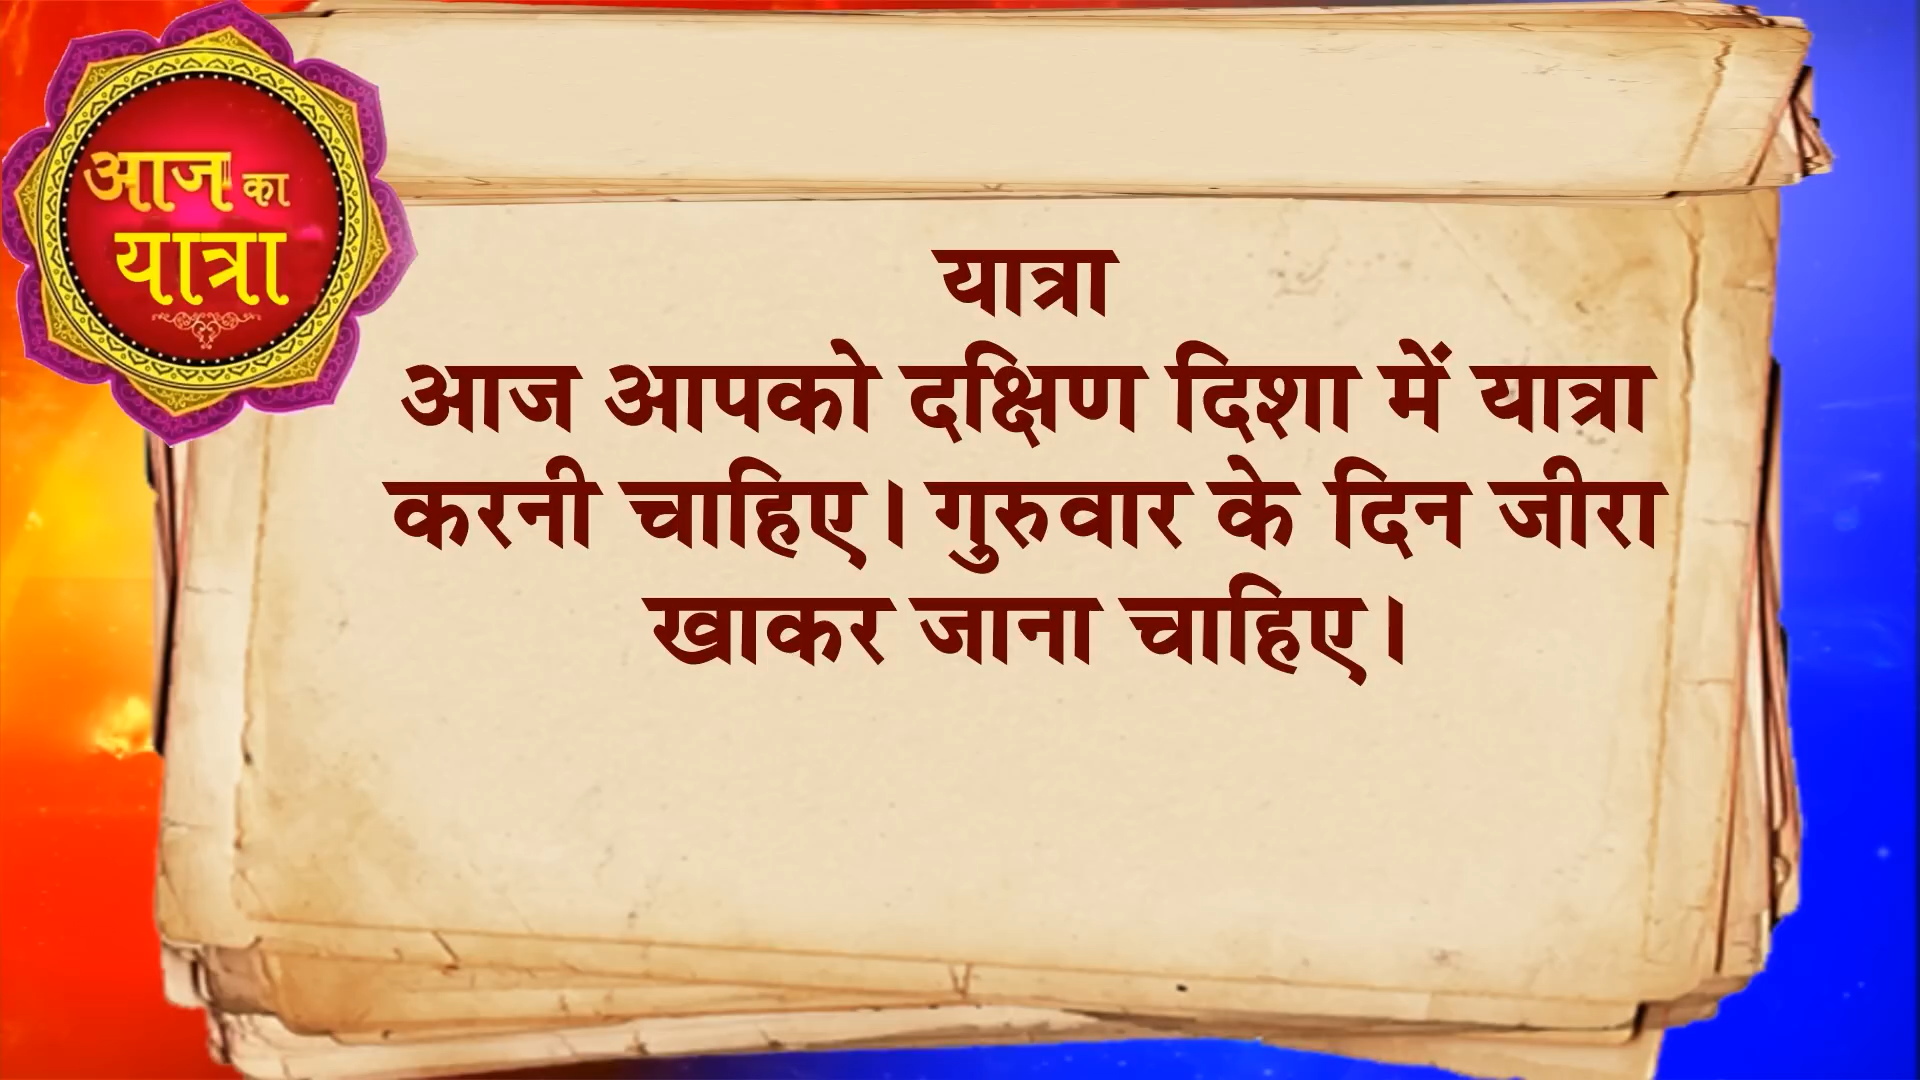 आज का
यात्रा
यात्रा
आज आपको दक्षिण दिशा में यात्रा
करनी चाहिए। गुरुवार के दिन जीरा
खाकर जाना चाहिए।